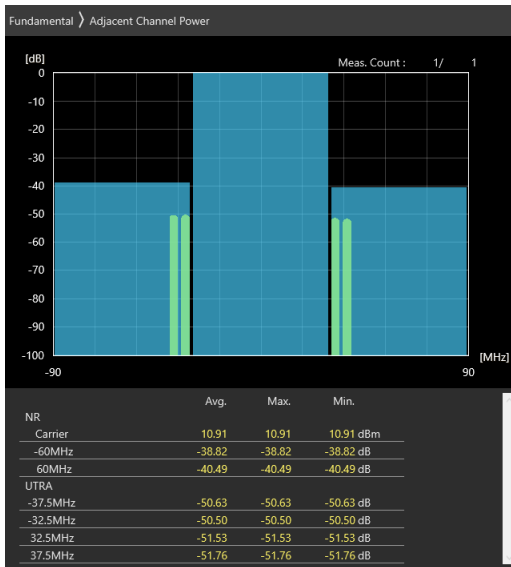 Fundamental 〉 Adjacent Channel Power
[dB]
Meas. Count : 1/ 1
0
-10
-20
-30
-40
-50
-60
-70
-80
-90
-100
[MHz]
-90 90
Avg. Max. Min.
NR
Carrier 10.91 10.91 10.91 dBm
-60MHz -38.82 -38.82 -38.82 dB
60MHz -40.49 -40.49 -40.49 dB
UTRA
-37.5MHz -50.63 -50.63 -50.63 dB
-32.5MHz -50.50 -50.50 -50.50 dB
32.5MHz -51.53 -51.53 -51.53 dB
37.5MHz -51.76 -51.76 -51.76 dB